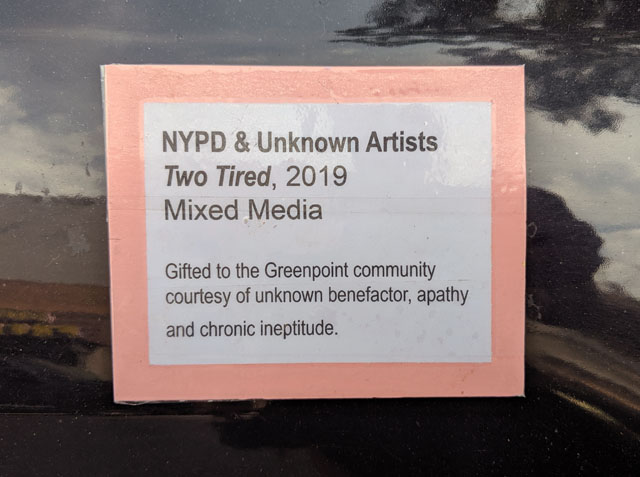 NYPD & Unknown Artists
Two Tired, 2019
Mixed Media
Gifted to the Greenpoint community
courtesy of unknown benefactor, apathy
and chronic ineptitude.